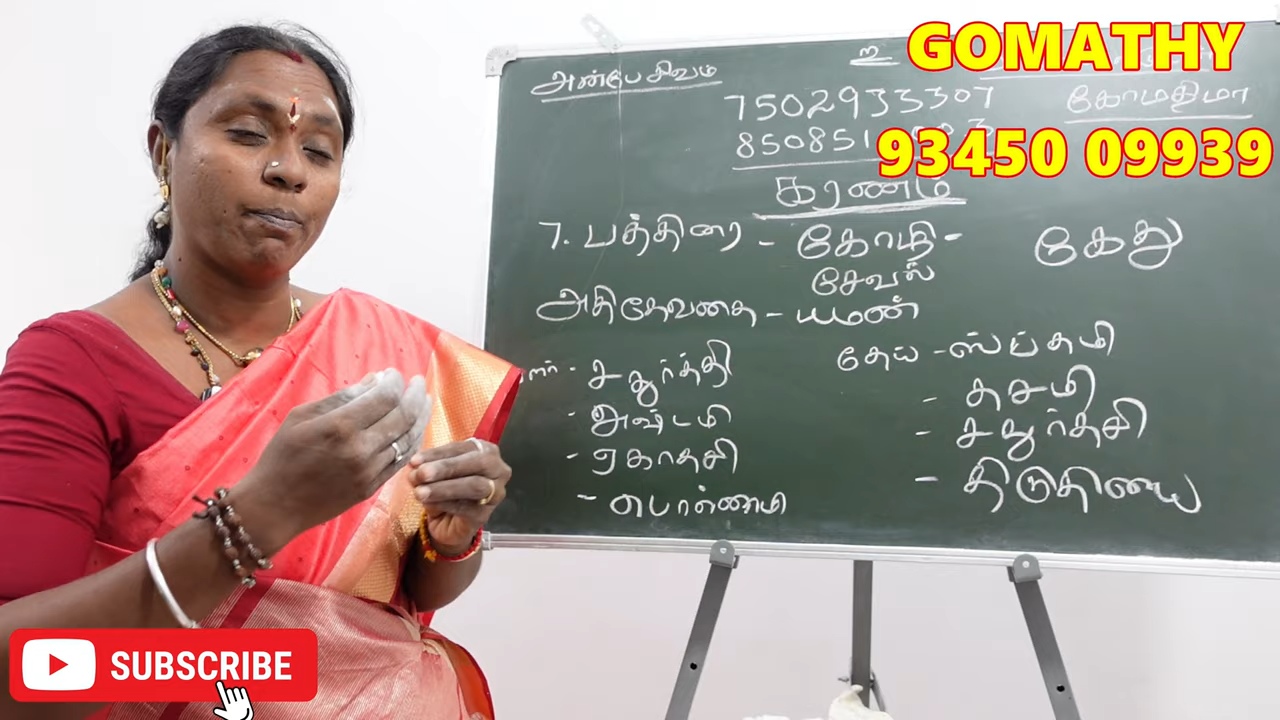 GOMATHY
93450 09939
அன்பே சிவம்
உ
7502933307
கோமதிமா
கரணம்
7. பத்திரை - கோழி -
சேவல்
கேது
அதிதேவதை - யமன்
- சதுர்த்தி
- அஷ்டமி
- ஏகாதசி
- பௌர்ணமி
தேய் - ஸ்ப்தமி
- தசமி
- சதுர்தசி
- திருதியை
SUBSCRIBE